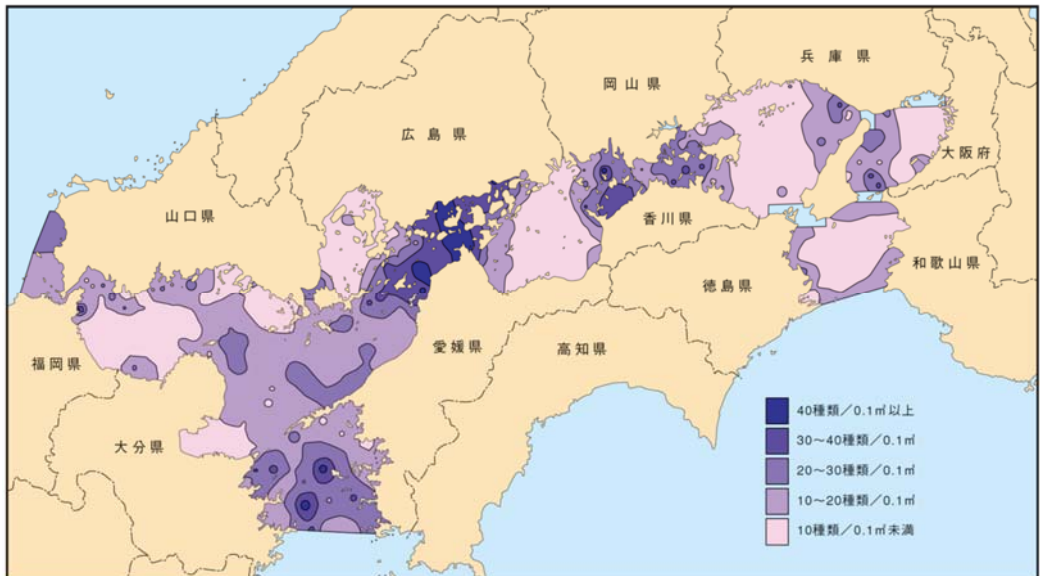 兵庫県
岡山県
広島県
大阪府
山口県
香川県
和歌山県
徳島県
愛媛県
高知県
福岡県
大分県
40種類／0.1㎡以上
30～40種類／0.1㎡
20～30種類／0.1㎡
10～20種類／0.1㎡
10種類／0.1㎡未満